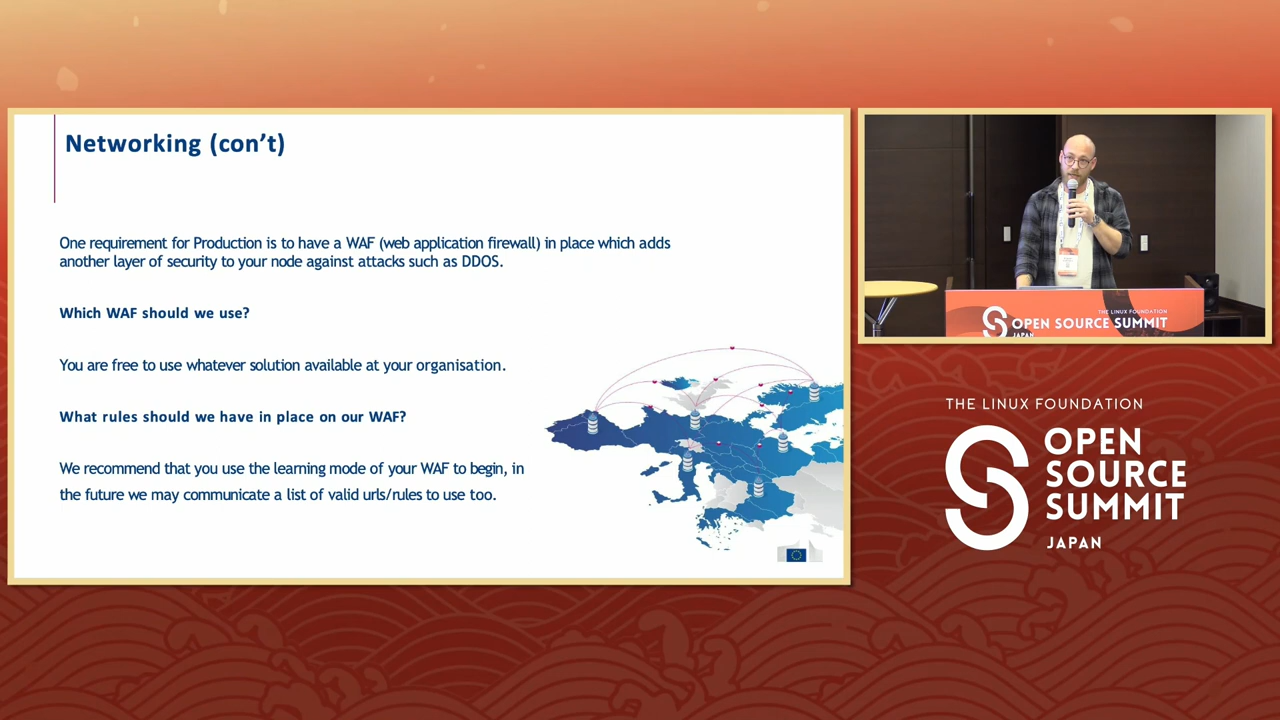 Networking (con’t)
One requirement for Production is to have a WAF (web application firewall) in place which adds
another layer of security to your node against attacks such as DDOS.
Which WAF should we use?
You are free to use whatever solution available at your organisation.
What rules should we have in place on our WAF?
We recommend that you use the learning mode of your WAF to begin, in
the future we may communicate a list of valid urls/rules to use too.
THE LINUX FOUNDATION
OPEN SOURCE SUMMIT
JAPAN
THE LINUX FOUNDATION
OPEN
SOURCE
SUMMIT
JAPAN